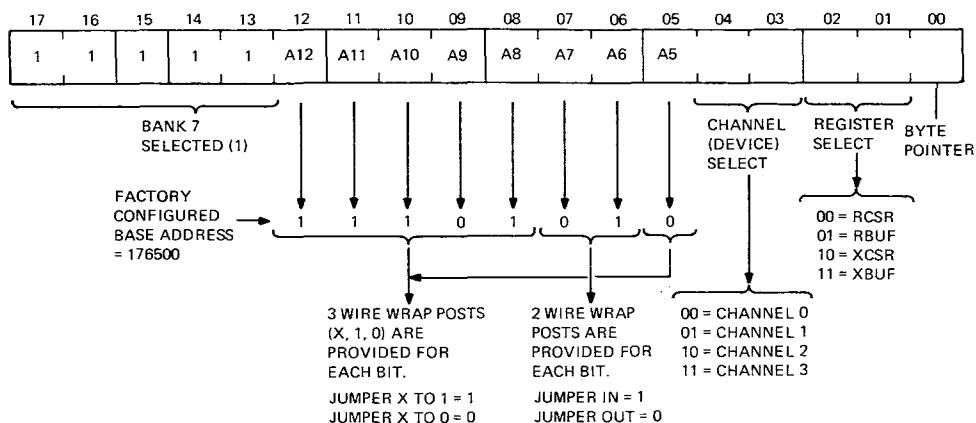 17 16 15 14 13 12 11 10 09 08 07 06 05 04 03 02 01 00
1 1 1 1 1 A12 A11 A10 A9 A8 A7 A6 A5
BANK 7
SELECTED (1)
CHANNEL
(DEVICE)
SELECT
REGISTER
SELECT
BYTE
POINTER
FACTORY
CONFIGURED
BASE ADDRESS
= 176500
1 1 1 0 1 0 1 0
00 = RCSR
01 = RBUF
10 = XCSR
11 = XBUF
3 WIRE WRAP POSTS
(X, 1, 0) ARE
PROVIDED FOR
EACH BIT.
JUMPER X TO 1 = 1
JUMPER X TO 0 = 0
2 WIRE WRAP
POSTS ARE
PROVIDED FOR
EACH BIT.
JUMPER IN = 1
JUMPER OUT = 0
00 = CHANNEL 0
01 = CHANNEL 1
10 = CHANNEL 2
11 = CHANNEL 3